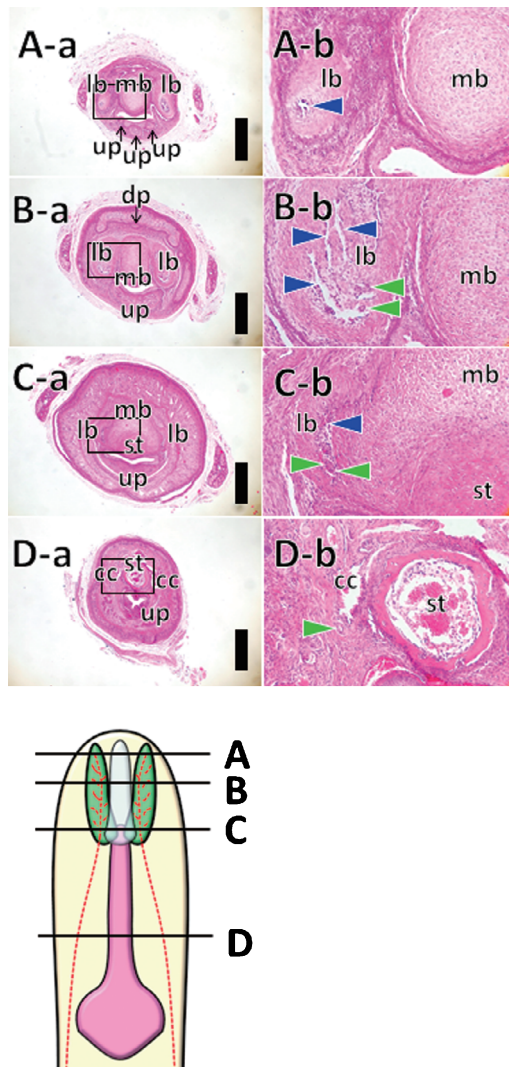 A-a
lb mb lb
up up up
A-b
lb
mb
B-a
dp
lb lb
mb
up
B-b
lb
mb
C-a
mb
lb lb
st
up
C-b
mb
lb
st
D-a
st
cc cc
up
D-b
cc
st
A
B
C
D